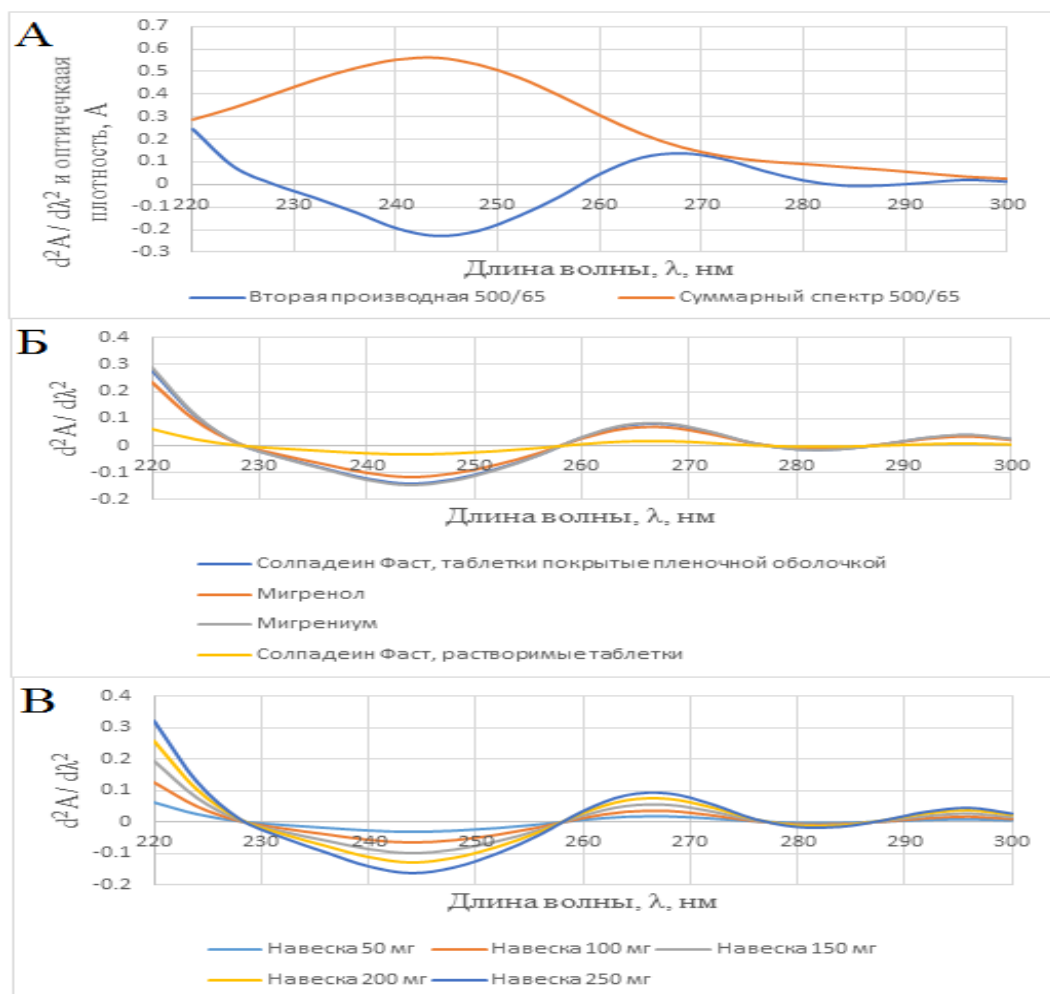 А
0.7
0.6
0.5
0.4
0.3
0.2
0.1
0
-0.1
-0.2
-0.3
d²A/ dλ² и оптичечкаая
плотность, А
220 230 240 250 260 270 280 290 300
Длина волны, λ, нм
Вторая производная 500/65 Суммарный спектр 500/65
Б
0.4
0.3
0.2
0.1
0
-0.1
-0.2
d²A/ dλ²
220 230 240 250 260 270 280 290 300
Длина волны, λ, нм
Солпадеин Фаст, таблетки покрытые пленочной оболочкой
Мигренол
Мигрениум
Солпадеин Фаст, растворимые таблетки
В
0.4
0.3
0.2
0.1
0
-0.1
-0.2
d²A/ dλ²
220 230 240 250 260 270 280 290 300
Длина волны, λ, нм
Навеска 50 мг Навеска 100 мг Навеска 150 мг
Навеска 200 мг Навеска 250 мг